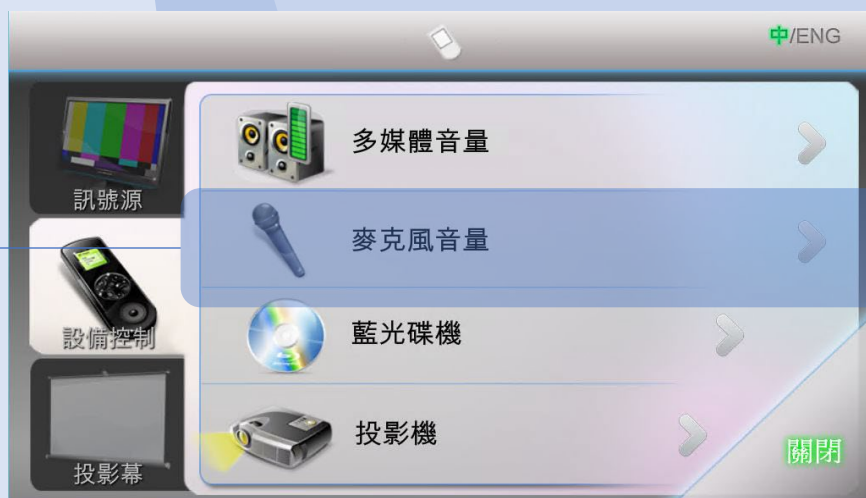 中/ENG
訊號源
設備控制
投影幕
多媒體音量
麥克風音量
藍光碟機
投影機
關閉